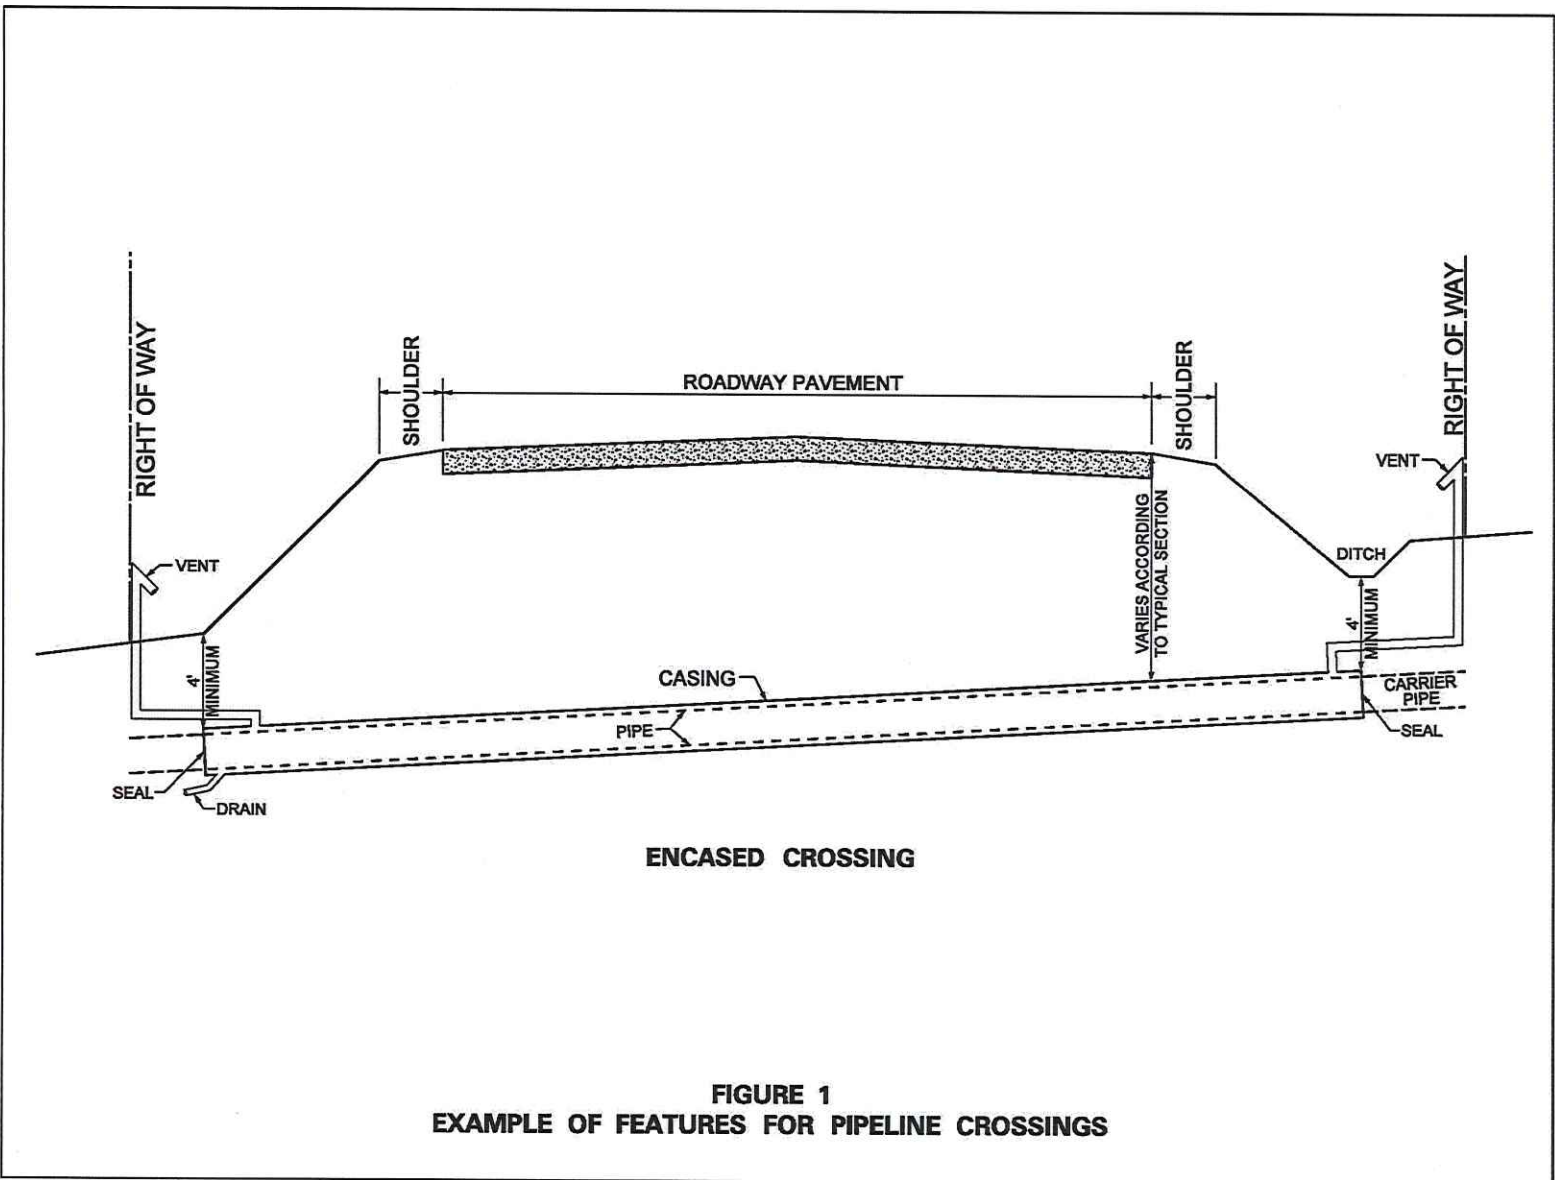 RIGHT OF WAY
SHOULDER
ROADWAY PAVEMENT
SHOULDER
RIGHT OF WAY
VENT
VENT
VARIES ACCORDING
TO TYPICAL SECTION
DITCH
4'
MINIMUM
4'
MINIMUM
CASING
CARRIER
PIPE
PIPE
SEAL
SEAL
DRAIN
ENCASED CROSSING
FIGURE 1
EXAMPLE OF FEATURES FOR PIPELINE CROSSINGS